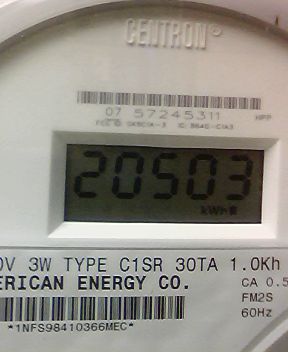 CENTRON®
07 57245311
HPP
20503
kWh
0V 3W TYPE C1SR 30TA 1.0Kh
ERICAN ENERGY CO.
CA 0.5
FM2S
60Hz
*1NFS98410366MEC*